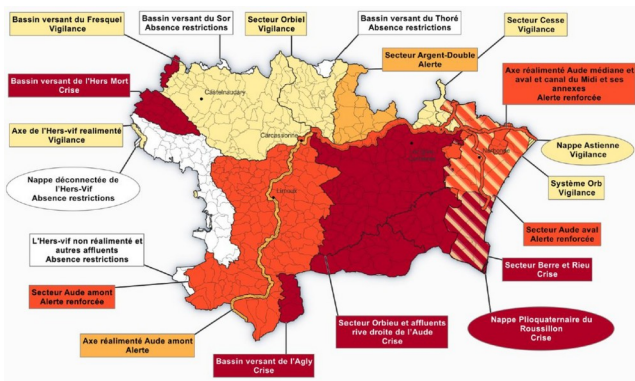 Bassin versant du Fresquel
Vigilance
Bassin versant du Sor
Absence restrictions
Secteur Orbiel
Vigilance
Bassin versant du Thoré
Absence restrictions
Secteur Cesse
Vigilance
Secteur Argent-Double
Alerte
Bassin versant de l'Hers Mort
Crise
Axe réalimenté Aude médiane et
aval et canal du Midi et ses
annexes
Alerte renforcée
Castelnaudary
Axe de l'Hers-vif realimenté
Vigilance
Carcassonne
Nappe Astienne
Vigilance
Narbonne
Nappe déconnectée de
l'Hers-Vif
Absence restrictions
Limoux
Système Orb
Vigilance
Secteur Aude aval
Alerte renforcée
L'Hers-vif non réalimenté et
autres affluents
Absence restrictions
Secteur Berre et Rieu
Crise
Secteur Aude amont
Alerte renforcée
Nappe Plioquaternaire du
Roussillon
Crise
Secteur Orbieu et affluents
rive droite de l'Aude
Crise
Axe réalimenté Aude amont
Alerte
Bassin versant de l'Agly
Crise